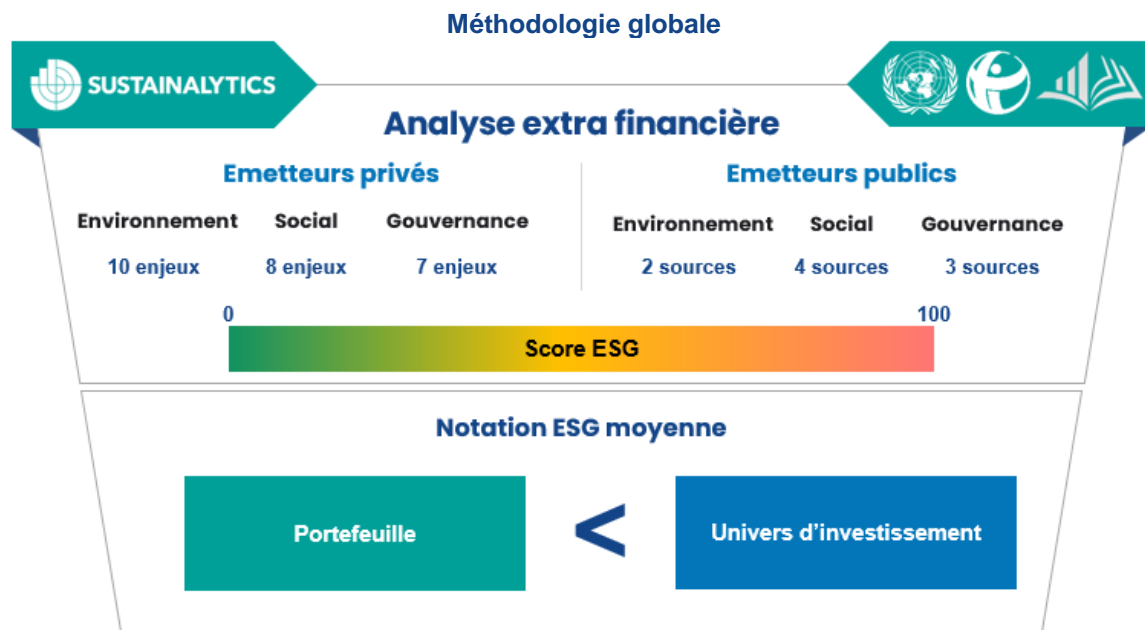 Méthodologie globale
SUSTAINALYTICS
Analyse extra financière
Emetteurs privés
Emetteurs publics
Environnement Social Gouvernance
Environnement Social Gouvernance
10 enjeux 8 enjeux 7 enjeux
2 sources 4 sources 3 sources
0 100
Score ESG
Notation ESG moyenne
Portefeuille < Univers d'investissement